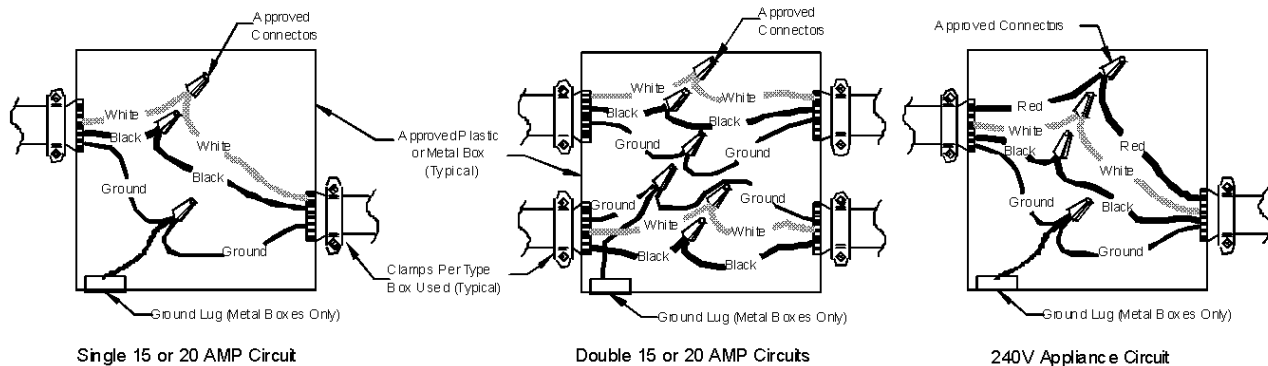 Approved
Connectors
White
Black
White
Black
Ground
Ground
Ground Lug (Metal Boxes Only)
Single 15 or 20 AMP Circuit
Approved Plastic
or Metal Box
(Typical)
Clamps Per Type
Box Used (Typical)
Approved
Connectors
White
White
Black
Black
Ground
Ground
Ground
Ground
White
White
Black
Black
Ground Lug (Metal Boxes Only)
Double 15 or 20 AMP Circuits
Approved Connectors
Red
White
Black
Red
White
Ground
Black
Ground
Ground Lug (Metal Boxes Only)
240V Appliance Circuit